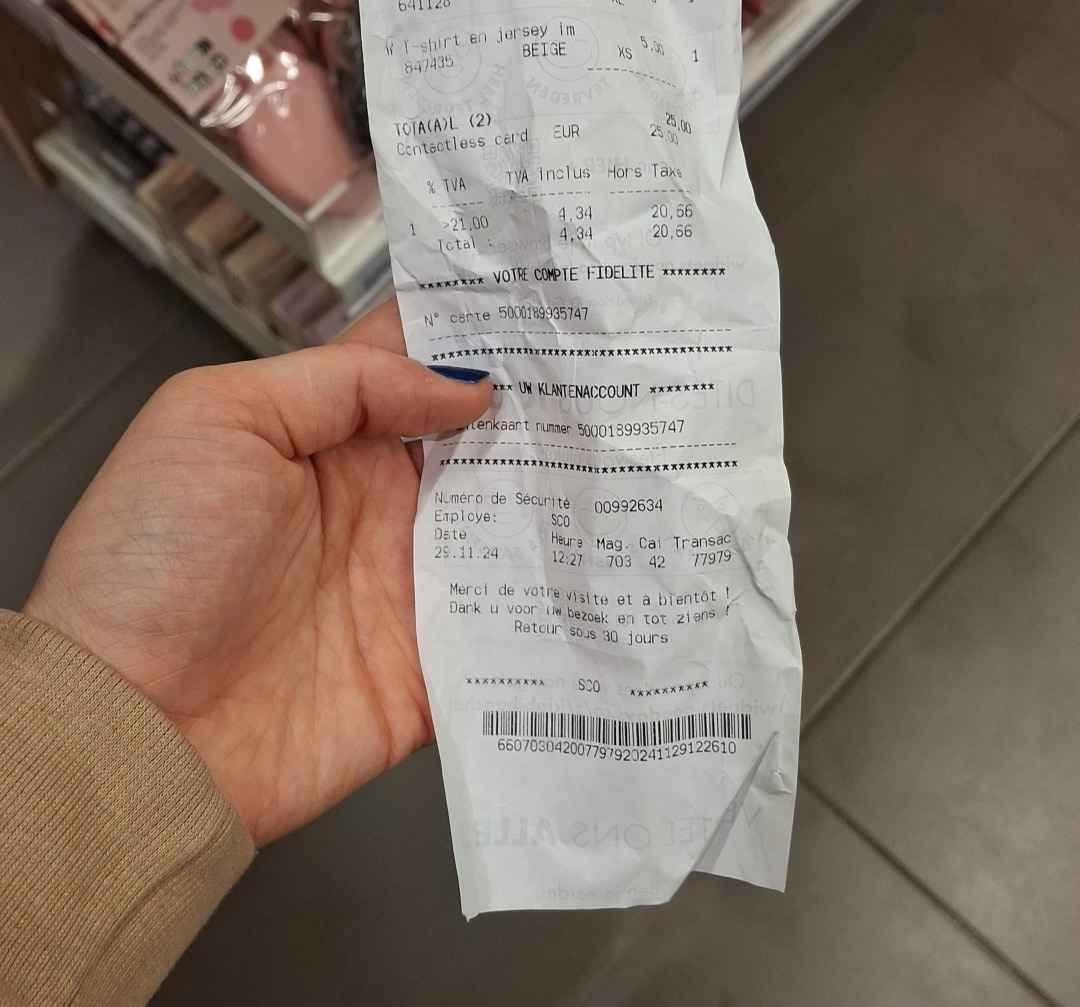 641128
W T-shirt en jersey im 5,00
847435 BEIGE XS 1
TOTA(A)L (2) 25,00
Contactless card EUR 25,00
% TVA TVA inclus Hors Taxe
1 >21,00 4,34 20,66
Total : 4,34 20,66
******** VOTRE COMPTE FIDELITE ********
N° carte 5000189935747
*** UW KLANTENACCOUNT ********
nummer 5000189935747
Numéro de Sécurité 00992634
Employe: SCO
Date Heure Mag. Cai Transac
29.11.24 12:27 703 42 77979
Merci de votre visite et à bientôt !
Dank u voor uw bezoek en tot ziens !
Retour sous 30 jours
********** SCO **********
660703042007797920241129122610